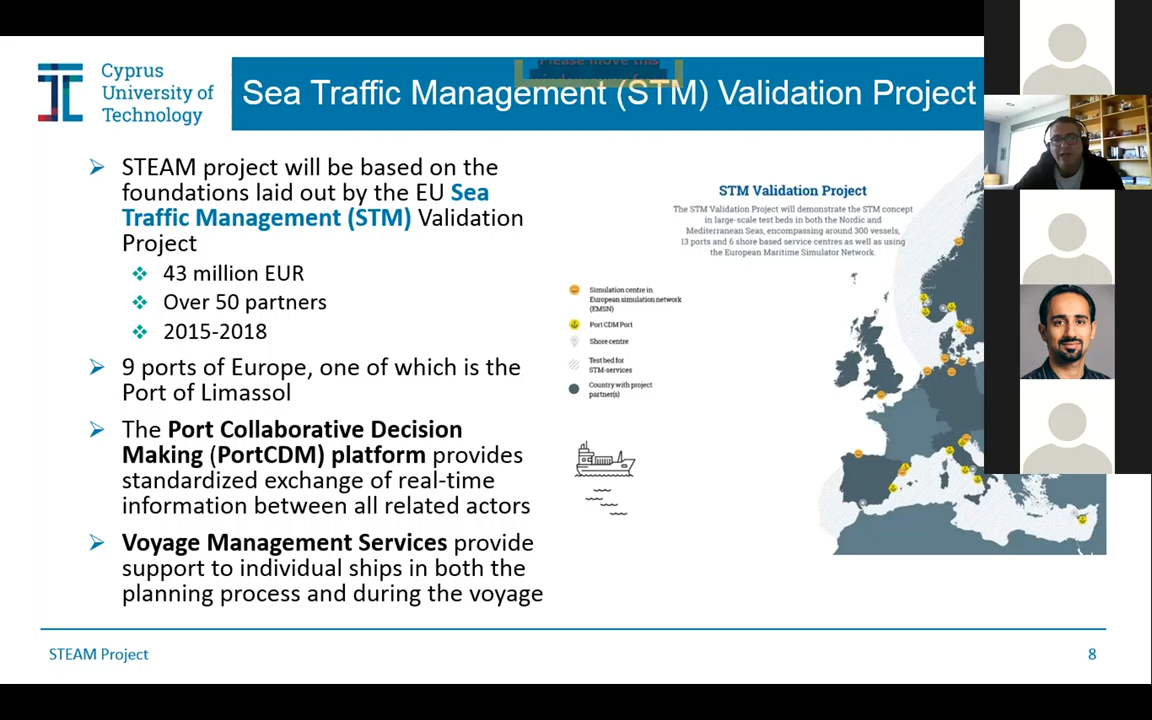 Cyprus
University of
Technology
Please move this
Sea Traffic Management (STM) Validation Project
➢ STEAM project will be based on the
foundations laid out by the EU Sea
Traffic Management (STM) Validation
Project
❖ 43 million EUR
❖ Over 50 partners
❖ 2015-2018
➢ 9 ports of Europe, one of which is the
Port of Limassol
➢ The Port Collaborative Decision
Making (PortCDM) platform provides
standardized exchange of real-time
information between all related actors
➢ Voyage Management Services provide
support to individual ships in both the
planning process and during the voyage
STM Validation Project
The STM Validation Project will demonstrate the STM concept
in large-scale test beds in both the Nordic and
Mediterranean Seas, encompassing around 300 vessels,
13 ports and 6 shore based service centres as well as using
the European Maritime Simulator Network.
Simulation centre in
European simulation network
(EMSN)
Port CDM Port
Shore centre
Test bed for
STM-services
Country with project
partner(s)
STEAM Project
8